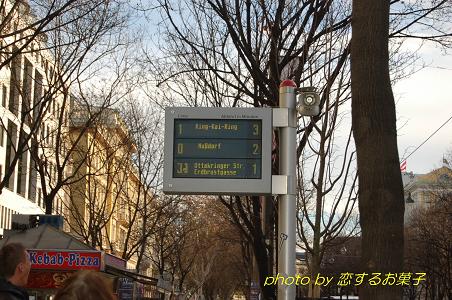 1 Ring-Kai-Ring 3
D Nußdorf 2
J Ottakringer Str. 1
Erdbrustgasse
Kebab-Pizza
photo by 恋するお菓子